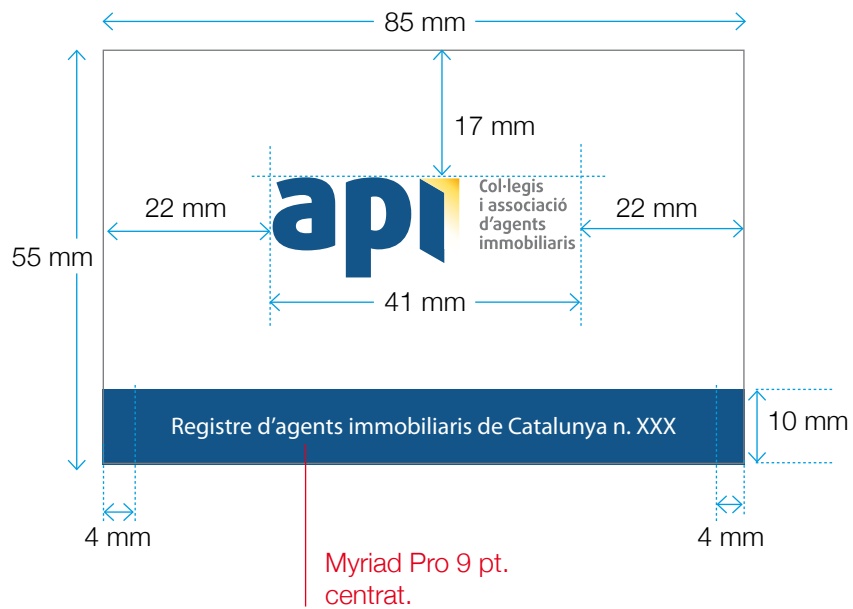 85 mm
17 mm
api
Col·legis
i associació
d'agents
immobiliaris
22 mm
22 mm
55 mm
41 mm
Registre d'agents immobiliaris de Catalunya n. XXX
10 mm
4 mm
4 mm
Myriad Pro 9 pt.
centrat.